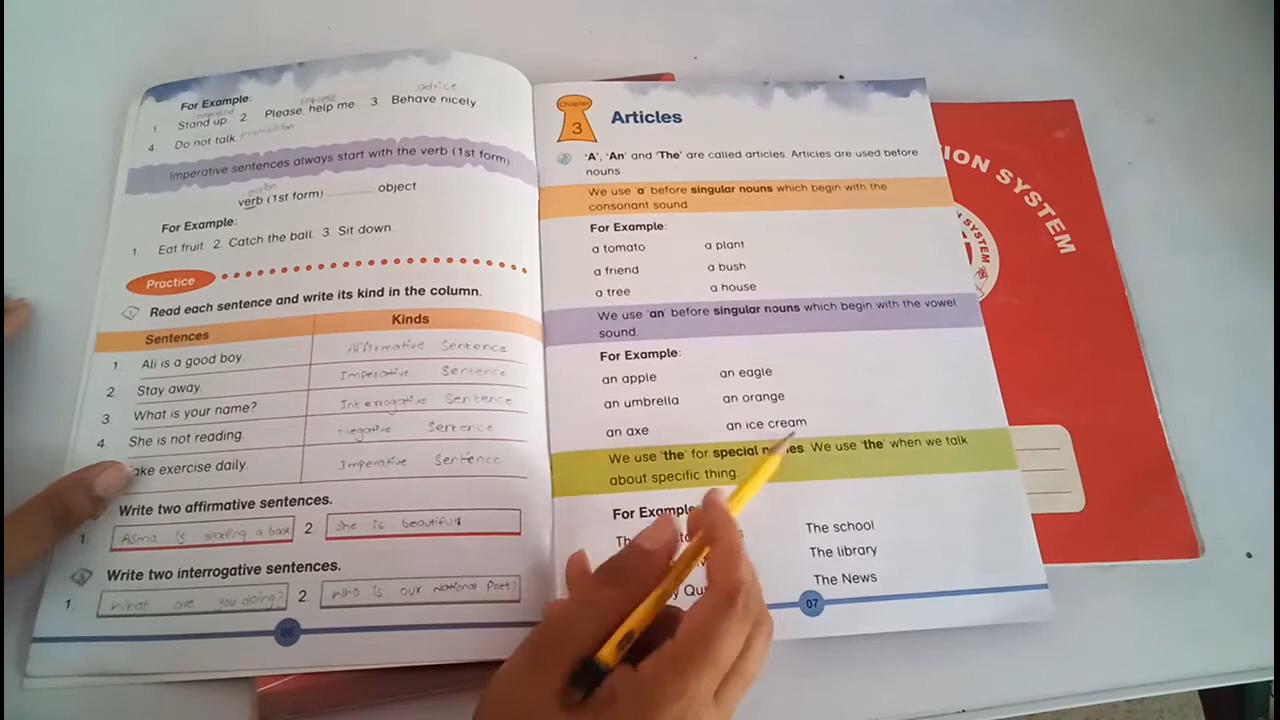 For Example:
command request advice
1. Stand up 2. Please help me 3. Behave nicely.
4 Do not talk. prohibition
Imperative sentences always start with the verb (1st form)
action
verb (1st form) ........ object
For Example:
1 Eat fruit. 2. Catch the ball. 3. Sit down.
Practice
1 Read each sentence and write its kind in the column.
Sentences Kinds
1. Ali is a good boy. Affirmative Sentence
2. Stay away. Imperative Sentence
3. What is your name? Interrogative Sentence
4. She is not reading. Negative Sentence
ake exercise daily. Imperative Sentence
Write two affirmative sentences.
1. Asma is reading a book 2. She is beautiful
Write two interrogative sentences.
1. What are you doing? 2. Who is our National Poet?
06
Chapter
3
Articles
'A', 'An' and 'The' are called articles. Articles are used before
nouns.
We use 'a' before singular nouns which begin with the
consonant sound.
For Example:
a tomato a plant
a friend a bush
a tree a house
We use 'an' before singular nouns which begin with the vowel
sound.
For Example:
an apple an eagle
an umbrella an orange
an axe an ice cream
We use 'the' for special We use 'the' when we talk
about specific thing.
For Example
The school
The library
The News
07
ION SYSTEM
SYSTEM